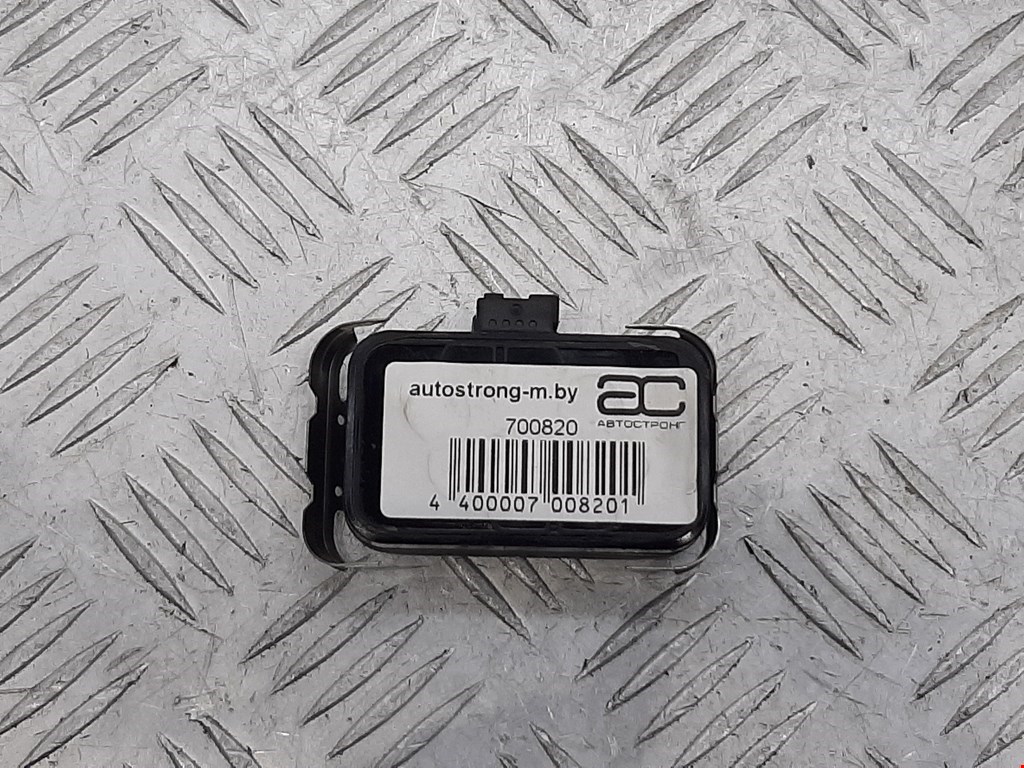 autostrong-m.by
ac
АВТОСТРОНГ
700820
4 400007 008201